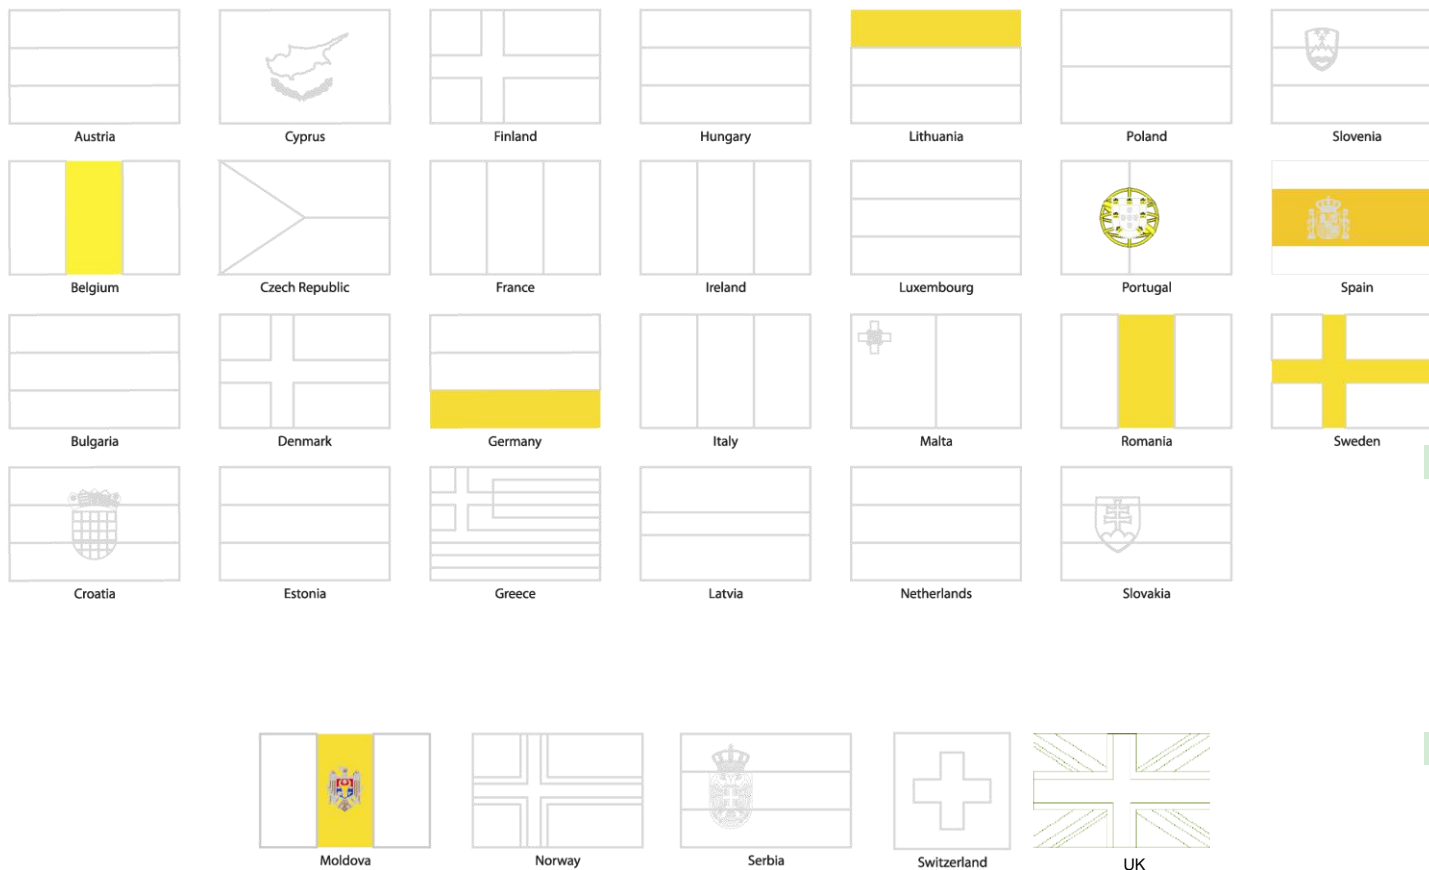 Austria
Cyprus
Finland
Hungary
Lithuania
Poland
Slovenia
Belgium
Czech Republic
France
Ireland
Luxembourg
Portugal
Spain
Bulgaria
Denmark
Germany
Italy
Malta
Romania
Sweden
Croatia
Estonia
Greece
Latvia
Netherlands
Slovakia
Moldova
Norway
Serbia
Switzerland
UK